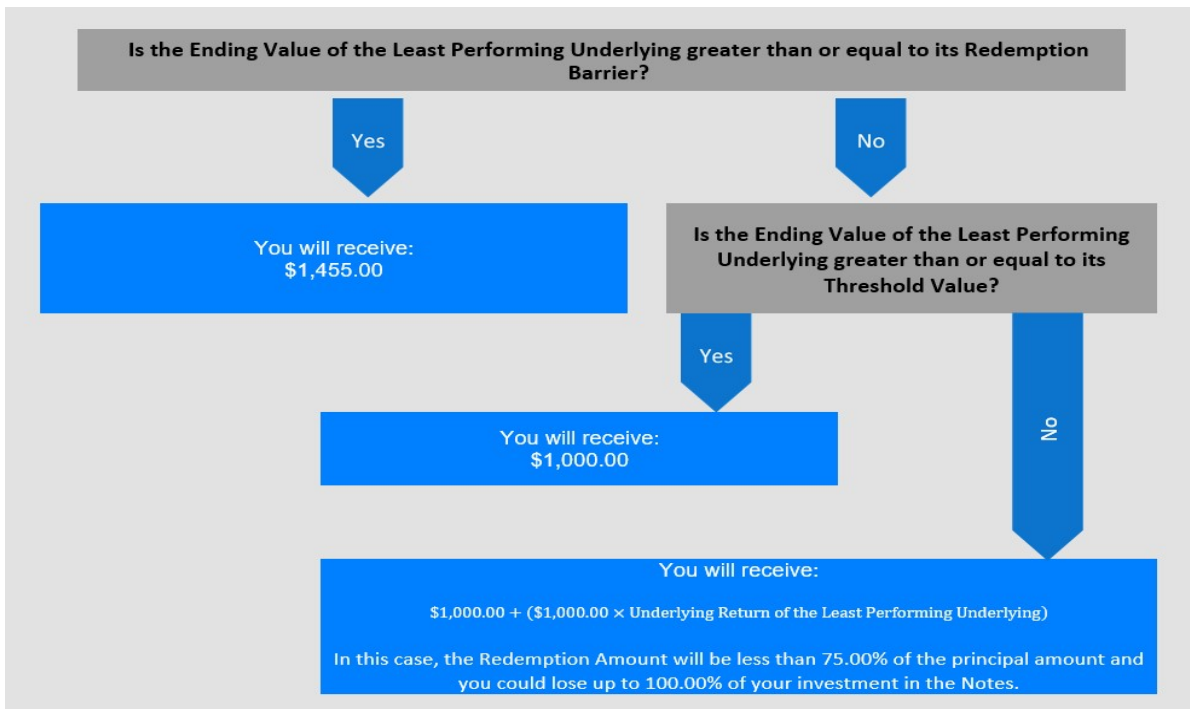 Is the Ending Value of the Least Performing Underlying greater than or equal to its Redemption
Barrier?
Yes
No
You will receive:
$1,455.00
Is the Ending Value of the Least Performing
Underlying greater than or equal to its
Threshold Value?
Yes
No
You will receive:
$1,000.00
You will receive:
$1,000.00 + ($1,000.00 × Underlying Return of the Least Performing Underlying)
In this case, the Redemption Amount will be less than 75.00% of the principal amount and
you could lose up to 100.00% of your investment in the Notes.